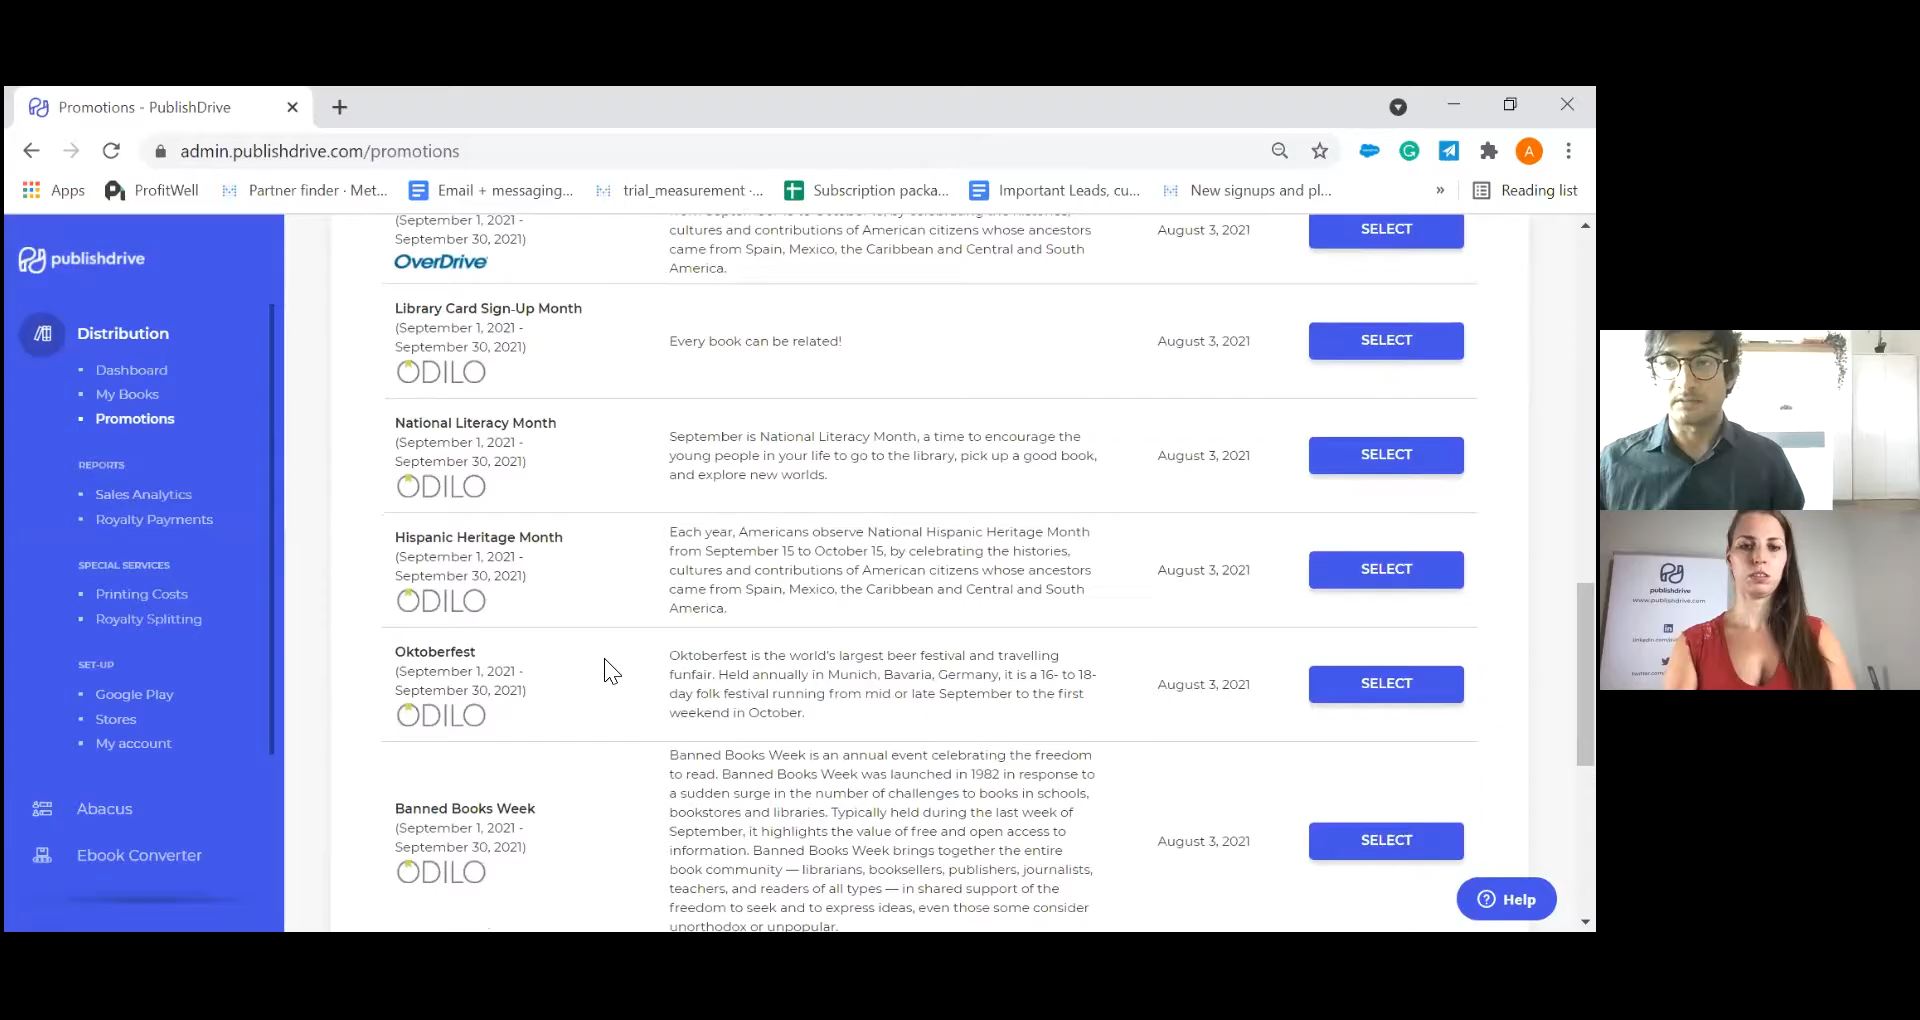 Promotions - PublishDrive
admin.publishdrive.com/promotions
A
Apps
ProfitWell
Partner finder · Met...
Email + messaging...
trial_measurement ·...
Subscription packa...
Important Leads, cu...
New signups and pl...
»
Reading list
publishdrive
Distribution
Dashboard
My Books
Promotions
REPORTS
Sales Analytics
Royalty Payments
SPECIAL SERVICES
Printing Costs
Royalty Splitting
SET-UP
Google Play
Stores
My account
Abacus
Ebook Converter
(September 1, 2021 -
September 30, 2021)
OverDrive
from September 15 to October 15, by celebrating the histories,
cultures and contributions of American citizens whose ancestors
came from Spain, Mexico, the Caribbean and Central and South
America.
August 3, 2021
SELECT
Library Card Sign-Up Month
(September 1, 2021 -
September 30, 2021)
ODILO
Every book can be related!
August 3, 2021
SELECT
National Literacy Month
(September 1, 2021 -
September 30, 2021)
ODILO
September is National Literacy Month, a time to encourage the
young people in your life to go to the library, pick up a good book,
and explore new worlds.
August 3, 2021
SELECT
Hispanic Heritage Month
(September 1, 2021 -
September 30, 2021)
ODILO
Each year, Americans observe National Hispanic Heritage Month
from September 15 to October 15, by celebrating the histories,
cultures and contributions of American citizens whose ancestors
came from Spain, Mexico, the Caribbean and Central and South
America.
August 3, 2021
SELECT
Oktoberfest
(September 1, 2021 -
September 30, 2021)
ODILO
Oktoberfest is the world's largest beer festival and travelling
funfair. Held annually in Munich, Bavaria, Germany, it is a 16- to 18-
day folk festival running from mid or late September to the first
weekend in October.
August 3, 2021
SELECT
Banned Books Week
(September 1, 2021 -
September 30, 2021)
ODILO
Banned Books Week is an annual event celebrating the freedom
to read. Banned Books Week was launched in 1982 in response to
a sudden surge in the number of challenges to books in schools,
bookstores and libraries. Typically held during the last week of
September, it highlights the value of free and open access to
information. Banned Books Week brings together the entire
book community — librarians, booksellers, publishers, journalists,
teachers, and readers of all types — in shared support of the
freedom to seek and to express ideas, even those some consider
unorthodox or unpopular.
August 3, 2021
SELECT
Help
publishdrive
www.publishdrive.com